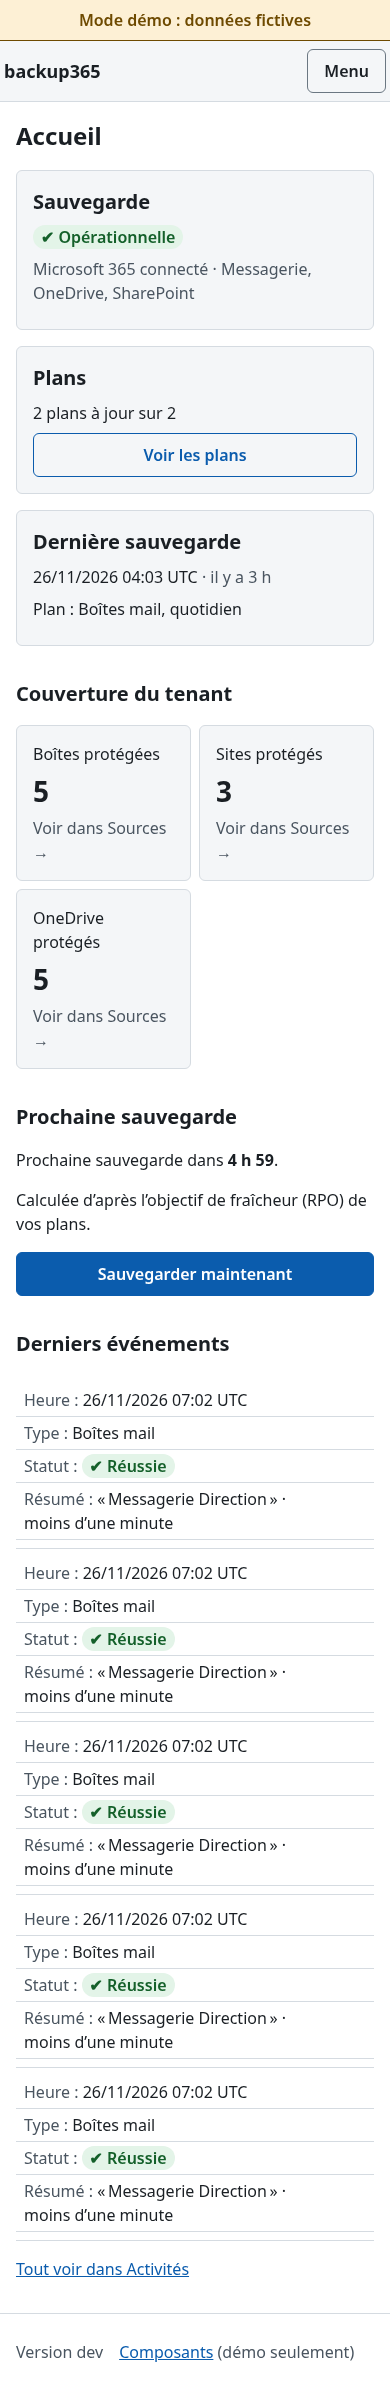 Mode démo : données fictives
backup365
Menu
Accueil
Sauvegarde
✔ Opérationnelle
Microsoft 365 connecté · Messagerie,
OneDrive, SharePoint
Plans
2 plans à jour sur 2
Voir les plans
Dernière sauvegarde
26/11/2026 04:03 UTC · il y a 3 h
Plan : Boîtes mail, quotidien
Couverture du tenant
Boîtes protégées
5
Voir dans Sources
→
Sites protégés
3
Voir dans Sources
→
OneDrive
protégés
5
Voir dans Sources
→
Prochaine sauvegarde
Prochaine sauvegarde dans 4 h 59.
Calculée d’après l’objectif de fraîcheur (RPO) de
vos plans.
Sauvegarder maintenant
Derniers événements
Heure : 26/11/2026 07:02 UTC
Type : Boîtes mail
Statut : ✔ Réussie
Résumé : « Messagerie Direction » ·
moins d’une minute
Heure : 26/11/2026 07:02 UTC
Type : Boîtes mail
Statut : ✔ Réussie
Résumé : « Messagerie Direction » ·
moins d’une minute
Heure : 26/11/2026 07:02 UTC
Type : Boîtes mail
Statut : ✔ Réussie
Résumé : « Messagerie Direction » ·
moins d’une minute
Heure : 26/11/2026 07:02 UTC
Type : Boîtes mail
Statut : ✔ Réussie
Résumé : « Messagerie Direction » ·
moins d’une minute
Heure : 26/11/2026 07:02 UTC
Type : Boîtes mail
Statut : ✔ Réussie
Résumé : « Messagerie Direction » ·
moins d’une minute
Tout voir dans Activités
Version dev Composants (démo seulement)